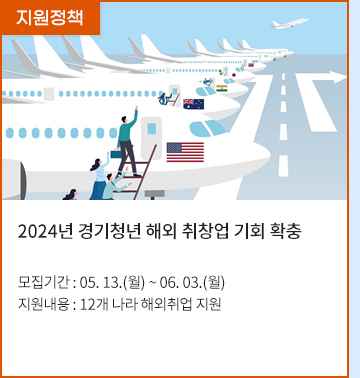 지원정책
2024년 경기청년 해외 취창업 기회 확충
모집기간 : 05. 13.(월) ~ 06. 03.(월)
지원내용 : 12개 나라 해외취업 지원